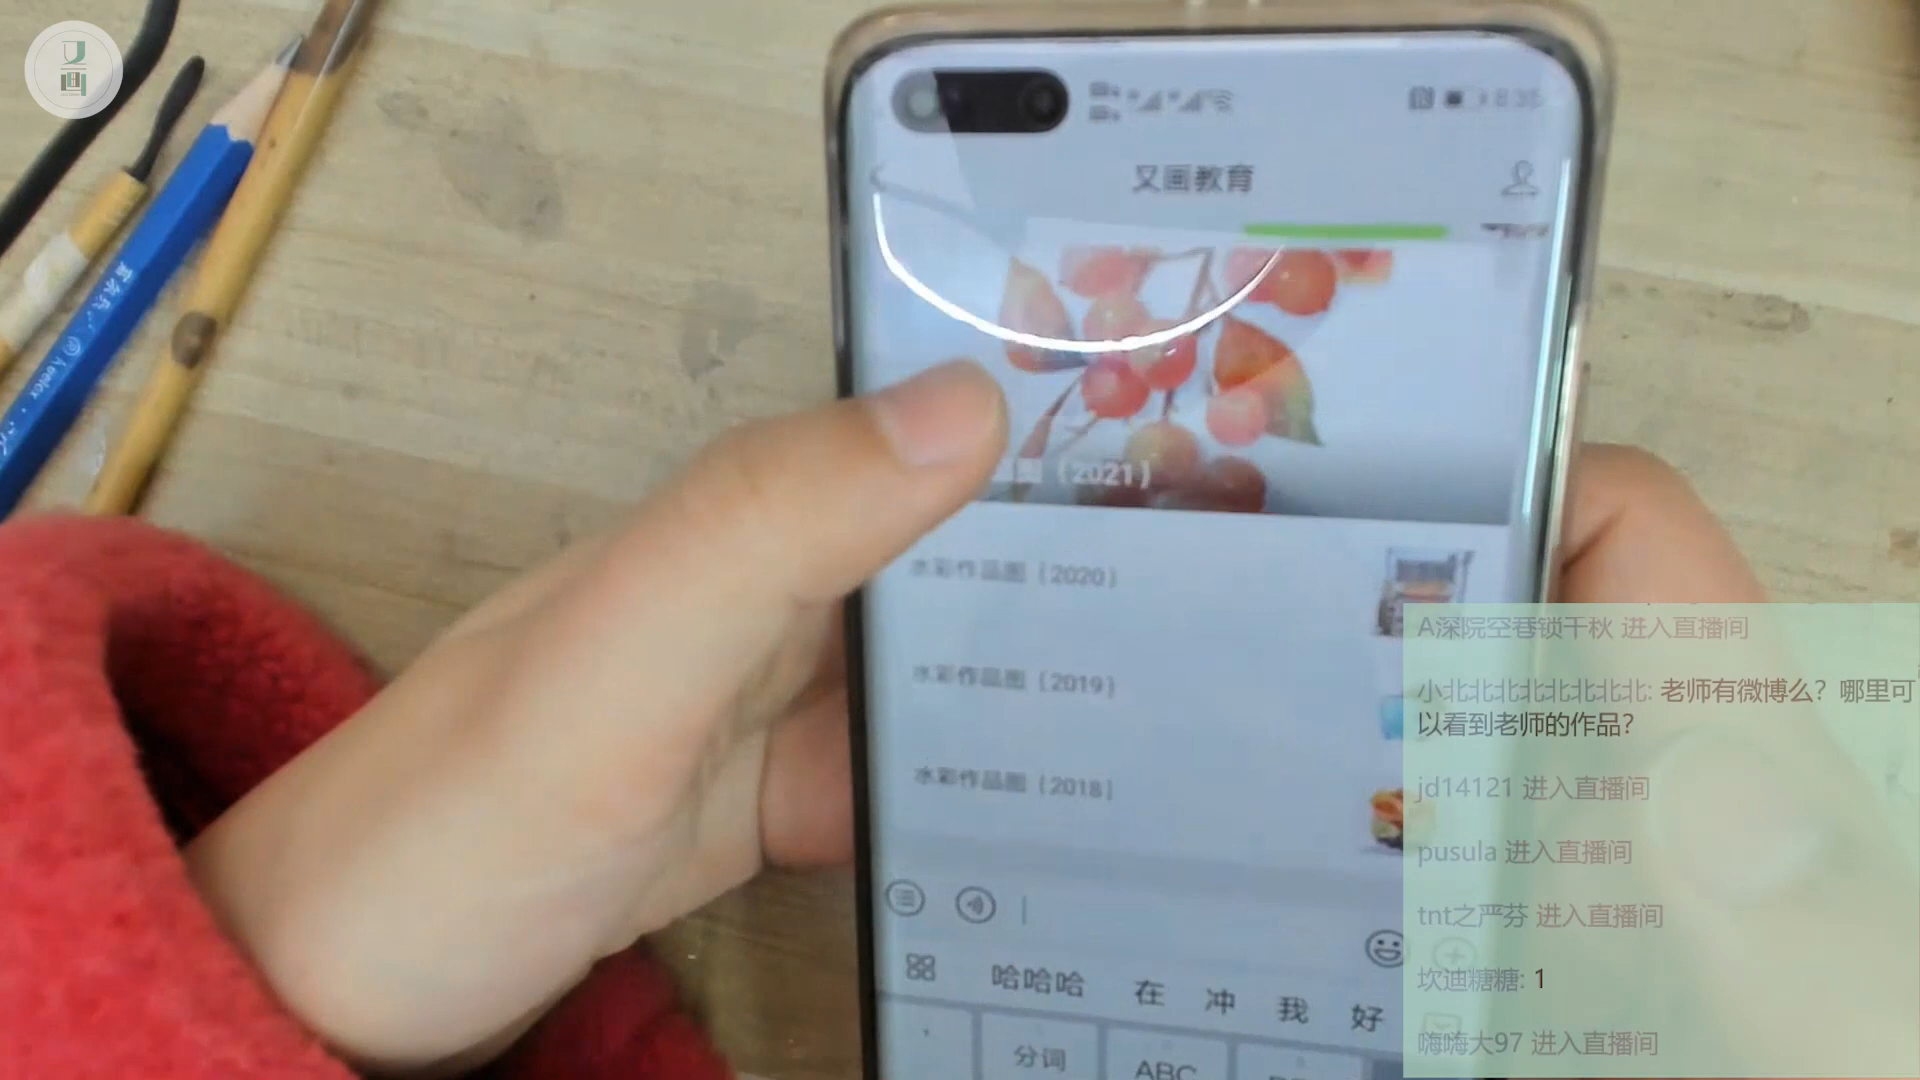 又画
8:35
又画教育
品图（2021）
水彩作品图（2020）
水彩作品图（2019）
水彩作品图（2018）
哈哈哈 在 冲 我 好
分词 ABC
A深院空巷锁千秋 进入直播间
小北北北北北北北北: 老师有微博么？哪里可
以看到老师的作品？
jd14121 进入直播间
pusula 进入直播间
tnt之严芬 进入直播间
坎迪糖糖: 1
嗨嗨大97 进入直播间